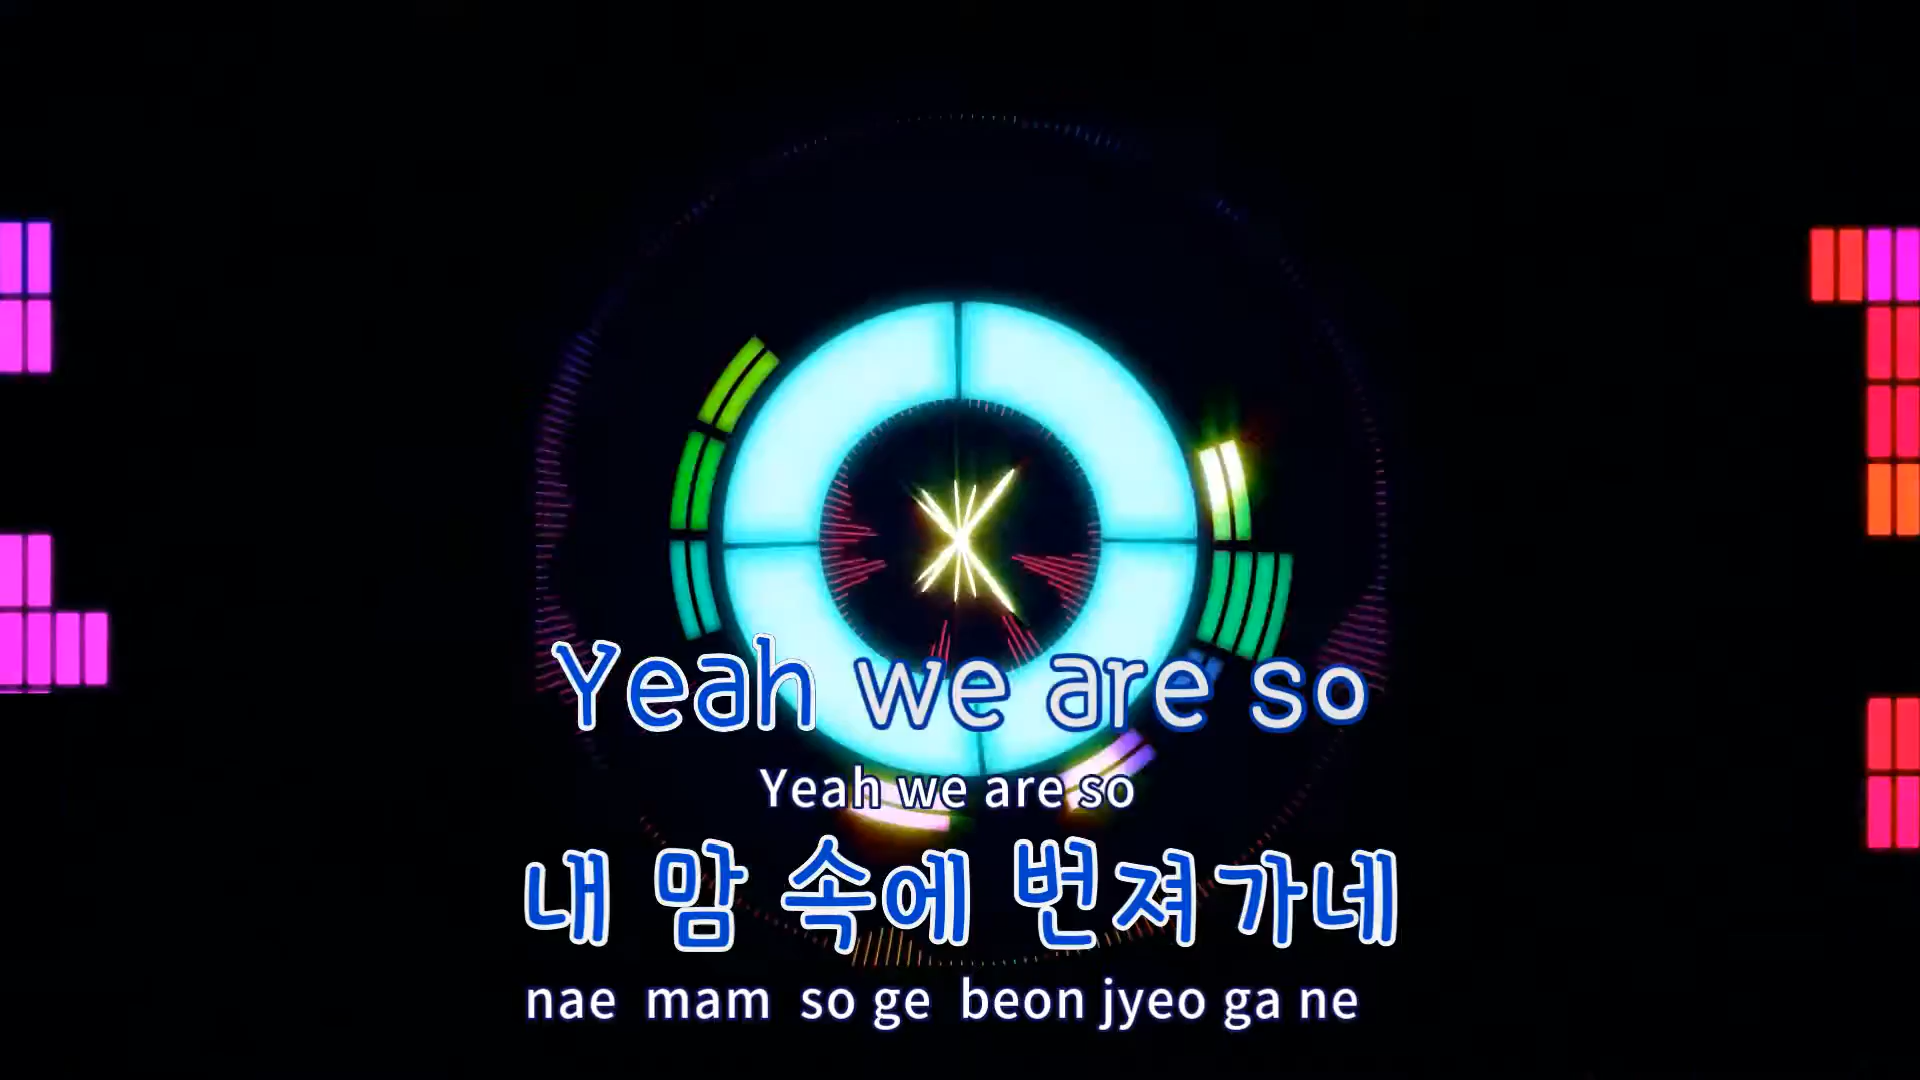 Yeah we are so
Yeah we are so
내 맘 속에 번져가네
nae mam so ge beon jyeo ga ne